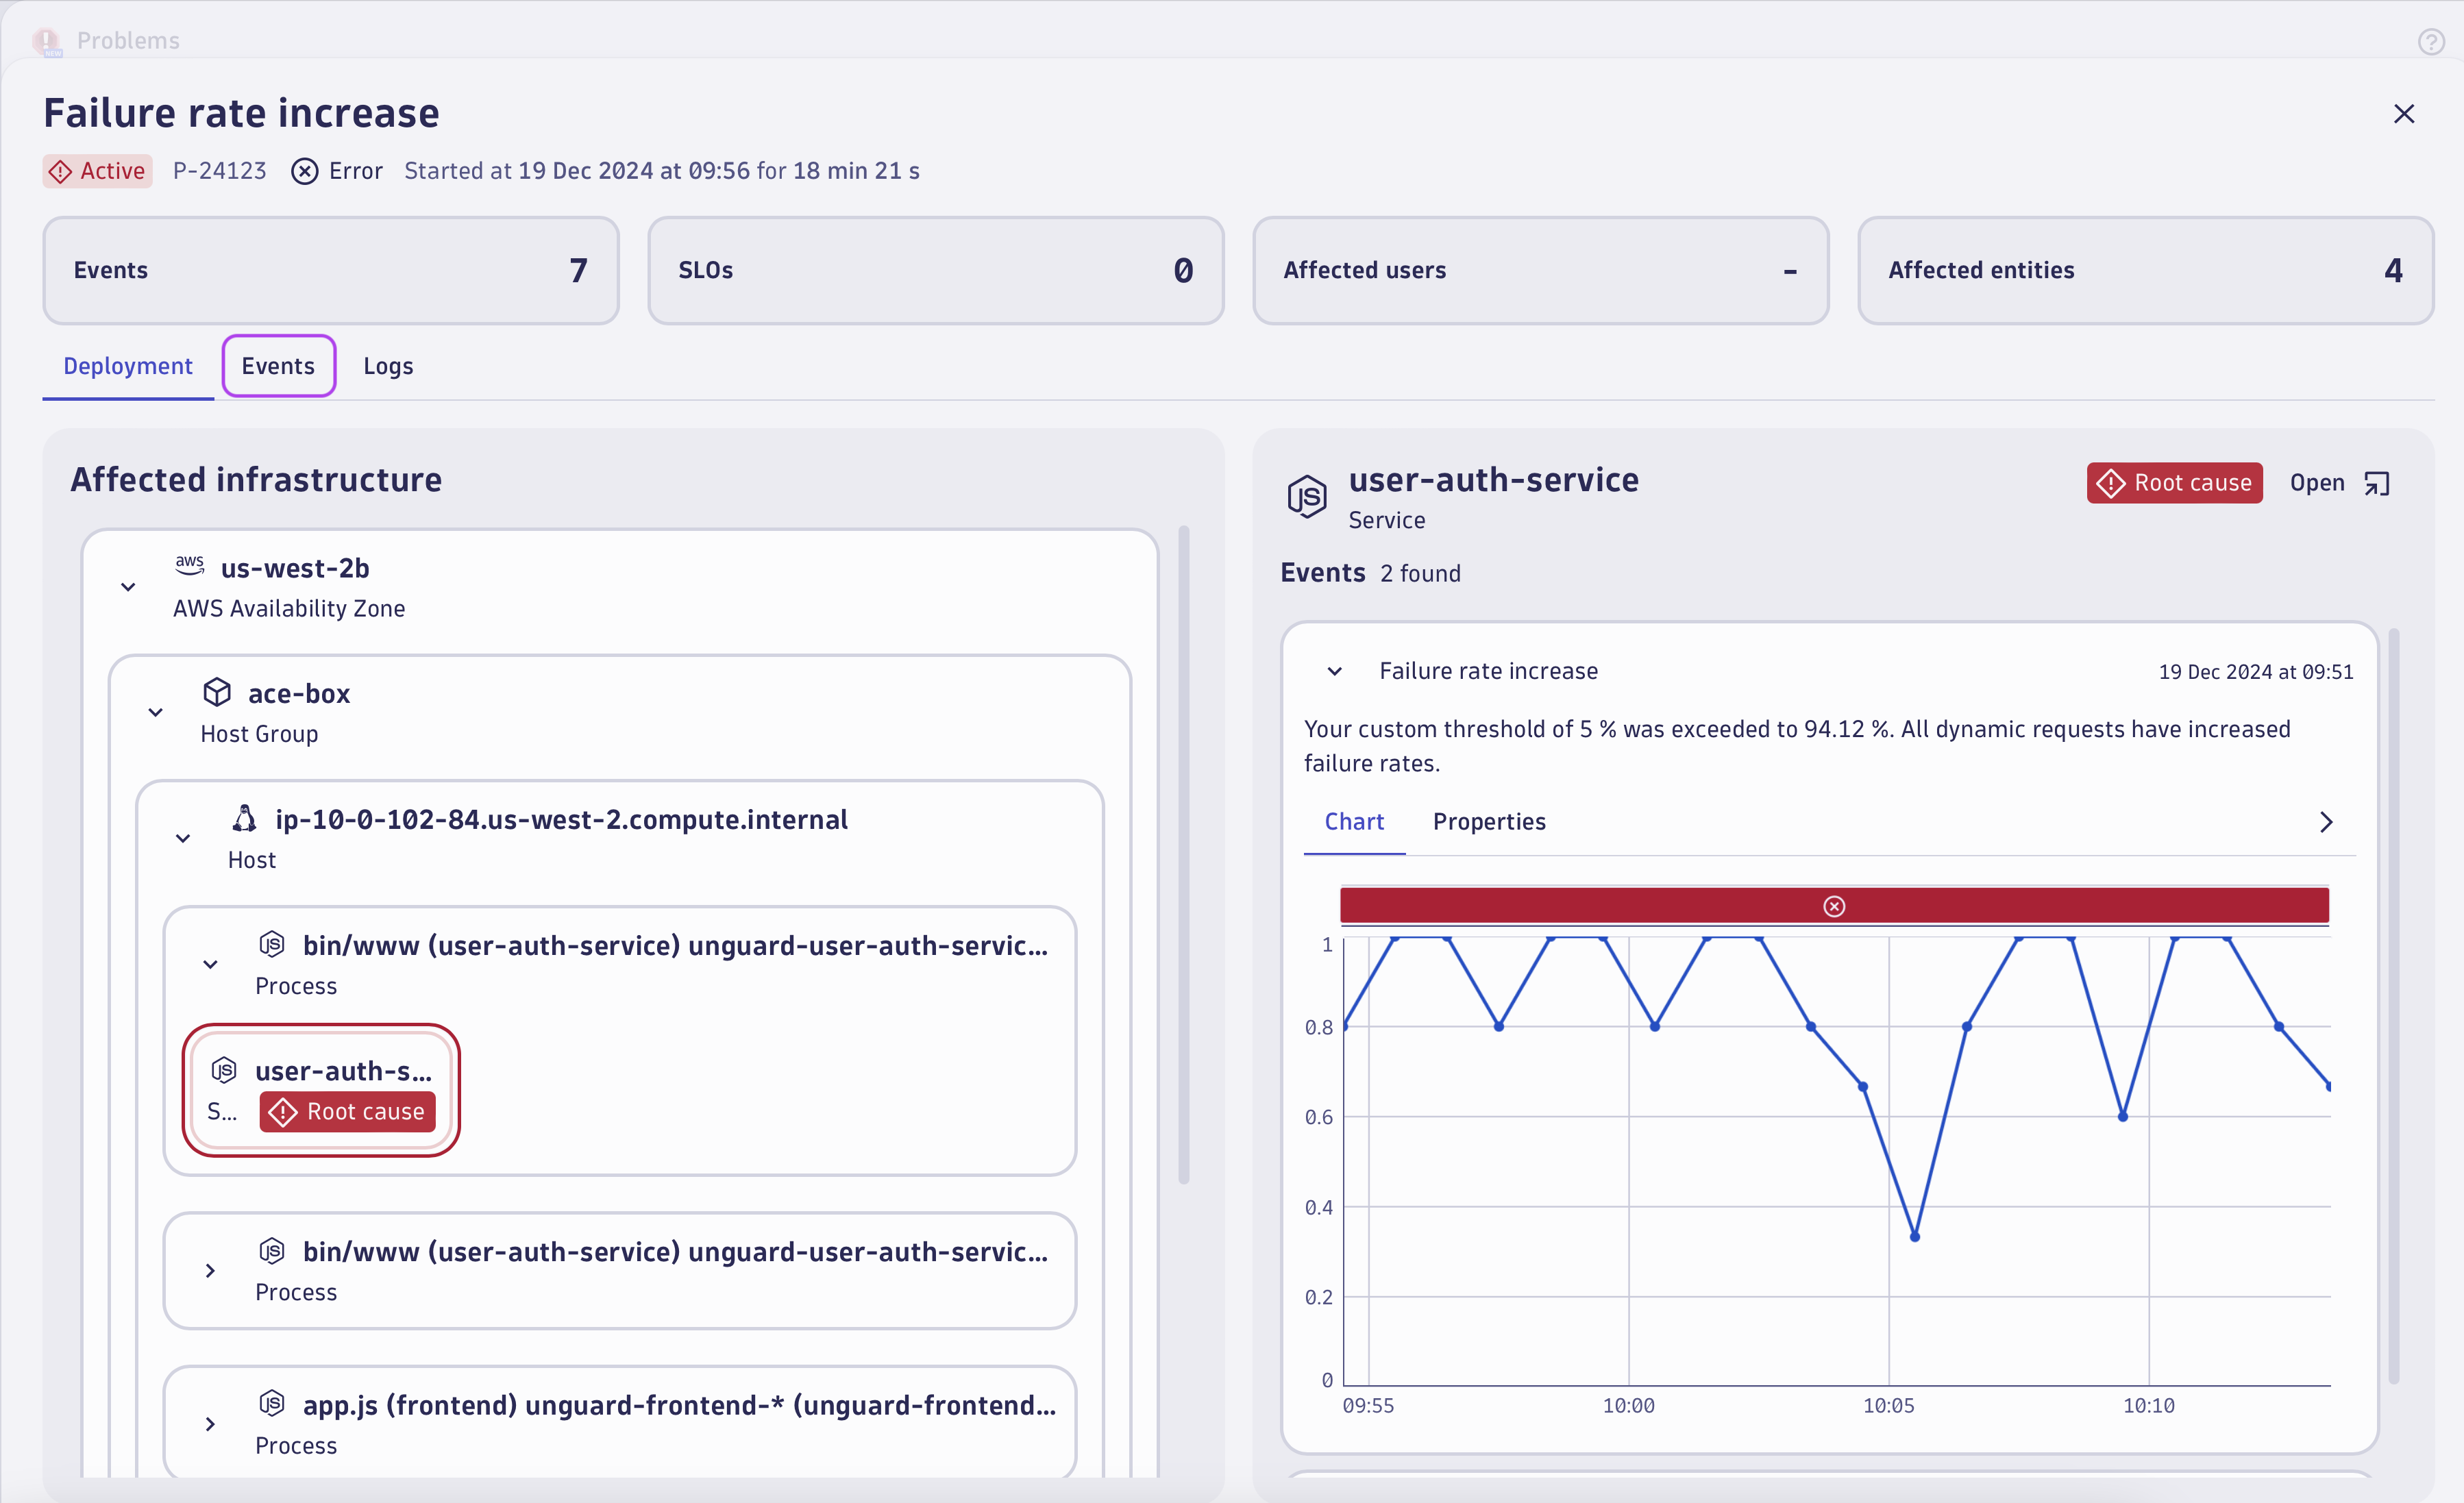 Problems
NEW
Failure rate increase
Active P-24123 Error Started at 19 Dec 2024 at 09:56 for 18 min 21 s
Events 7
SLOs 0
Affected users -
Affected entities 4
Deployment Events Logs
Affected infrastructure
aws us-west-2b
AWS Availability Zone
ace-box
Host Group
ip-10-0-102-84.us-west-2.compute.internal
Host
JS bin/www (user-auth-service) unguard-user-auth-servic...
Process
JS user-auth-s...
S... Root cause
JS bin/www (user-auth-service) unguard-user-auth-servic...
Process
JS app.js (frontend) unguard-frontend-* (unguard-frontend...
Process
JS user-auth-service
Service
Root cause Open
Events 2 found
Failure rate increase 19 Dec 2024 at 09:51
Your custom threshold of 5 % was exceeded to 94.12 %. All dynamic requests have increased
failure rates.
Chart Properties
1
0.8
0.6
0.4
0.2
0
09:55 10:00 10:05 10:10